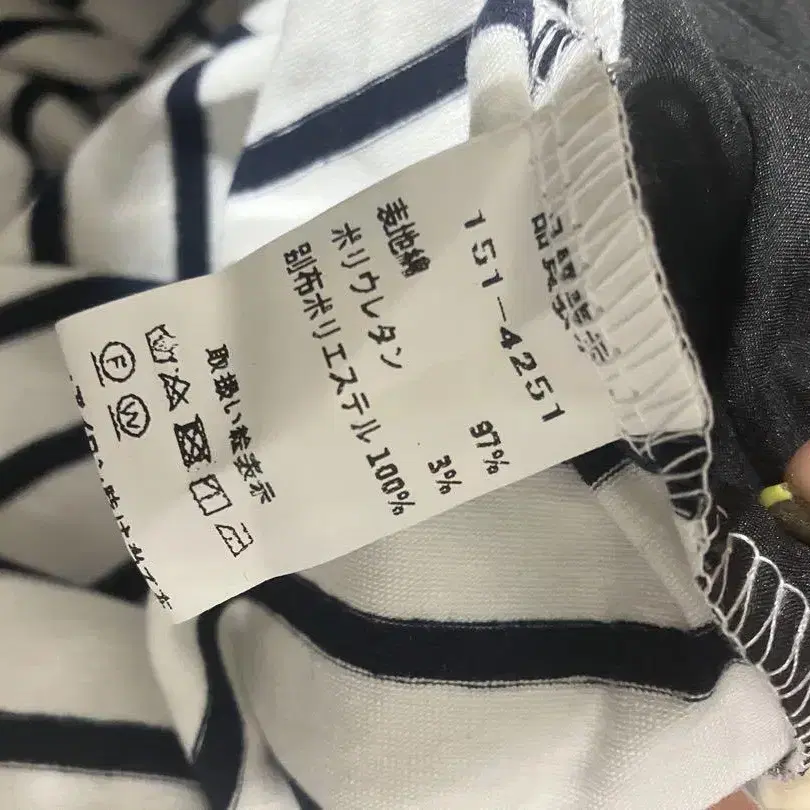 品質表示
151-4251
表地綿 97%
ポリウレタン 3%
別布ポリエステル100%
取扱い絵表示
F
W